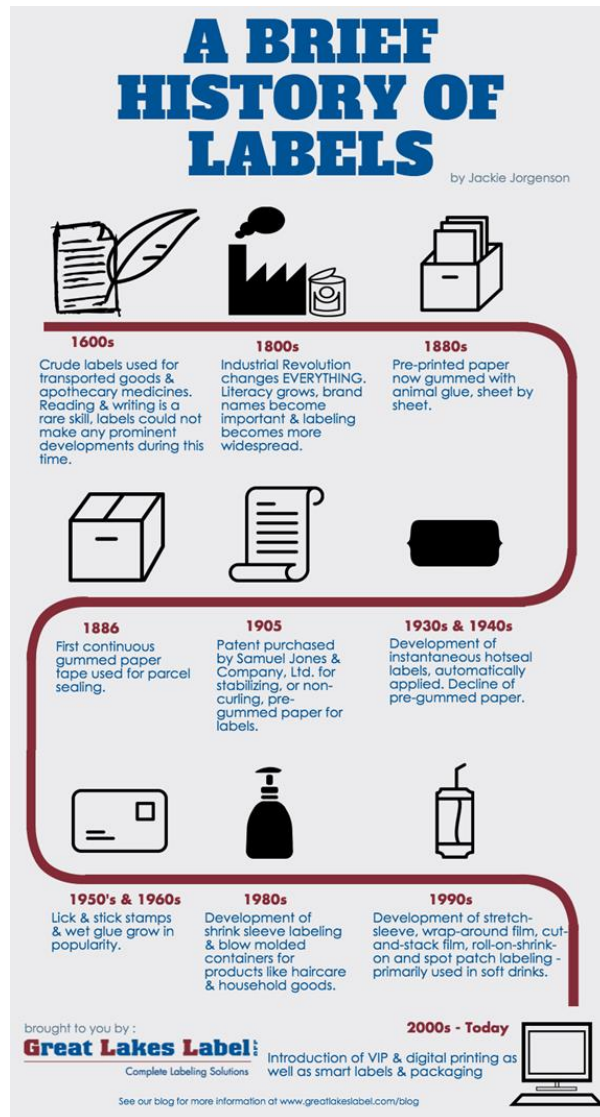 A BRIEF
HISTORY OF
LABELS
by Jackie Jorgenson
1600s
Crude labels used for
transported goods &
apothecary medicines.
Reading & writing is a
rare skill, labels could not
make any prominent
developments during this
time.
1800s
Industrial Revolution
changes EVERYTHING.
Literacy grows, brand
names become
important & labeling
becomes more
widespread.
1880s
Pre-printed paper
now gummed with
animal glue, sheet by
sheet.
1886
First continuous
gummed paper
tape used for parcel
sealing.
1905
Patent purchased
by Samuel Jones &
Company, Ltd. for
stabilizing, or non-
curling, pre-
gummed paper for
labels.
1930s & 1940s
Development of
instantaneous hotseal
labels, automatically
applied. Decline of
pre-gummed paper.
1950's & 1960s
Lick & stick stamps
& wet glue grow in
popularity.
1980s
Development of
shrink sleeve labeling
& blow molded
containers for
products like haircare
& household goods.
1990s
Development of stretch-
sleeve, wrap-around film, cut-
and-stack film, roll-on-shrink-
on and spot patch labeling -
primarily used in soft drinks.
2000s - Today
Introduction of VIP & digital printing as
well as smart labels & packaging
brought to you by :
Great Lakes Label
Complete Labeling Solutions
See our blog for more information at www.greatlakeslabel.com/blog